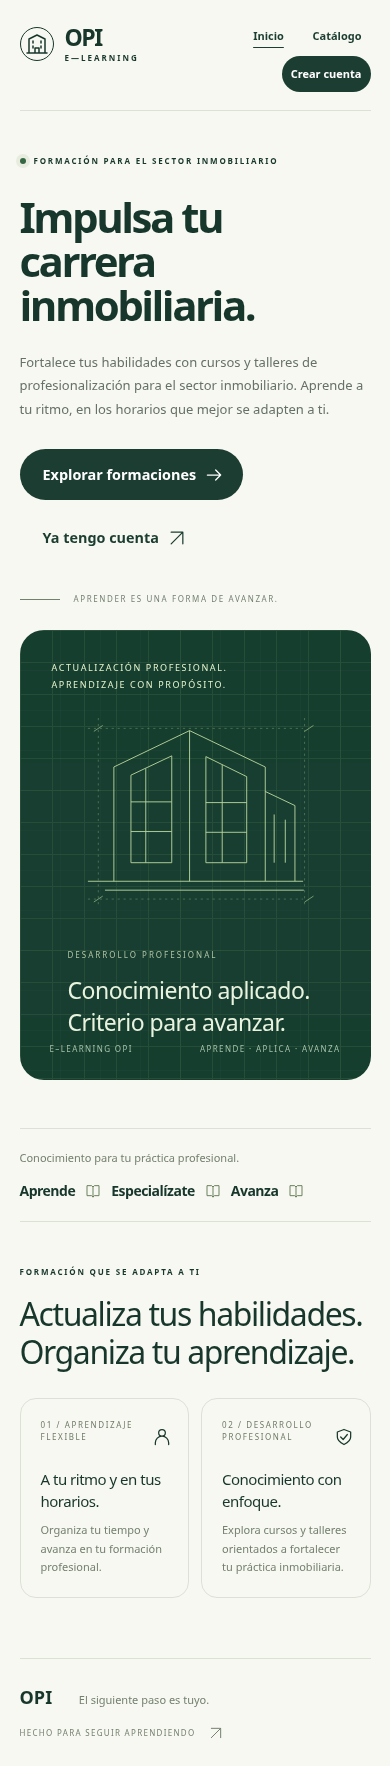 OPI
E—LEARNING
Inicio Catálogo
Crear cuenta
FORMACIÓN PARA EL SECTOR INMOBILIARIO
Impulsa tu
carrera
inmobiliaria.
Fortalece tus habilidades con cursos y talleres de
profesionalización para el sector inmobiliario. Aprende a
tu ritmo, en los horarios que mejor se adapten a ti.
Explorar formaciones
Ya tengo cuenta
APRENDER ES UNA FORMA DE AVANZAR.
ACTUALIZACIÓN PROFESIONAL.
APRENDIZAJE CON PROPÓSITO.
DESARROLLO PROFESIONAL
Conocimiento aplicado.
Criterio para avanzar.
E-LEARNING OPI APRENDE · APLICA · AVANZA
Conocimiento para tu práctica profesional.
Aprende Especialízate Avanza
FORMACIÓN QUE SE ADAPTA A TI
Actualiza tus habilidades.
Organiza tu aprendizaje.
01 / APRENDIZAJE
FLEXIBLE
A tu ritmo y en tus
horarios.
Organiza tu tiempo y
avanza en tu formación
profesional.
02 / DESARROLLO
PROFESIONAL
Conocimiento con
enfoque.
Explora cursos y talleres
orientados a fortalecer
tu práctica inmobiliaria.
OPI El siguiente paso es tuyo.
HECHO PARA SEGUIR APRENDIENDO